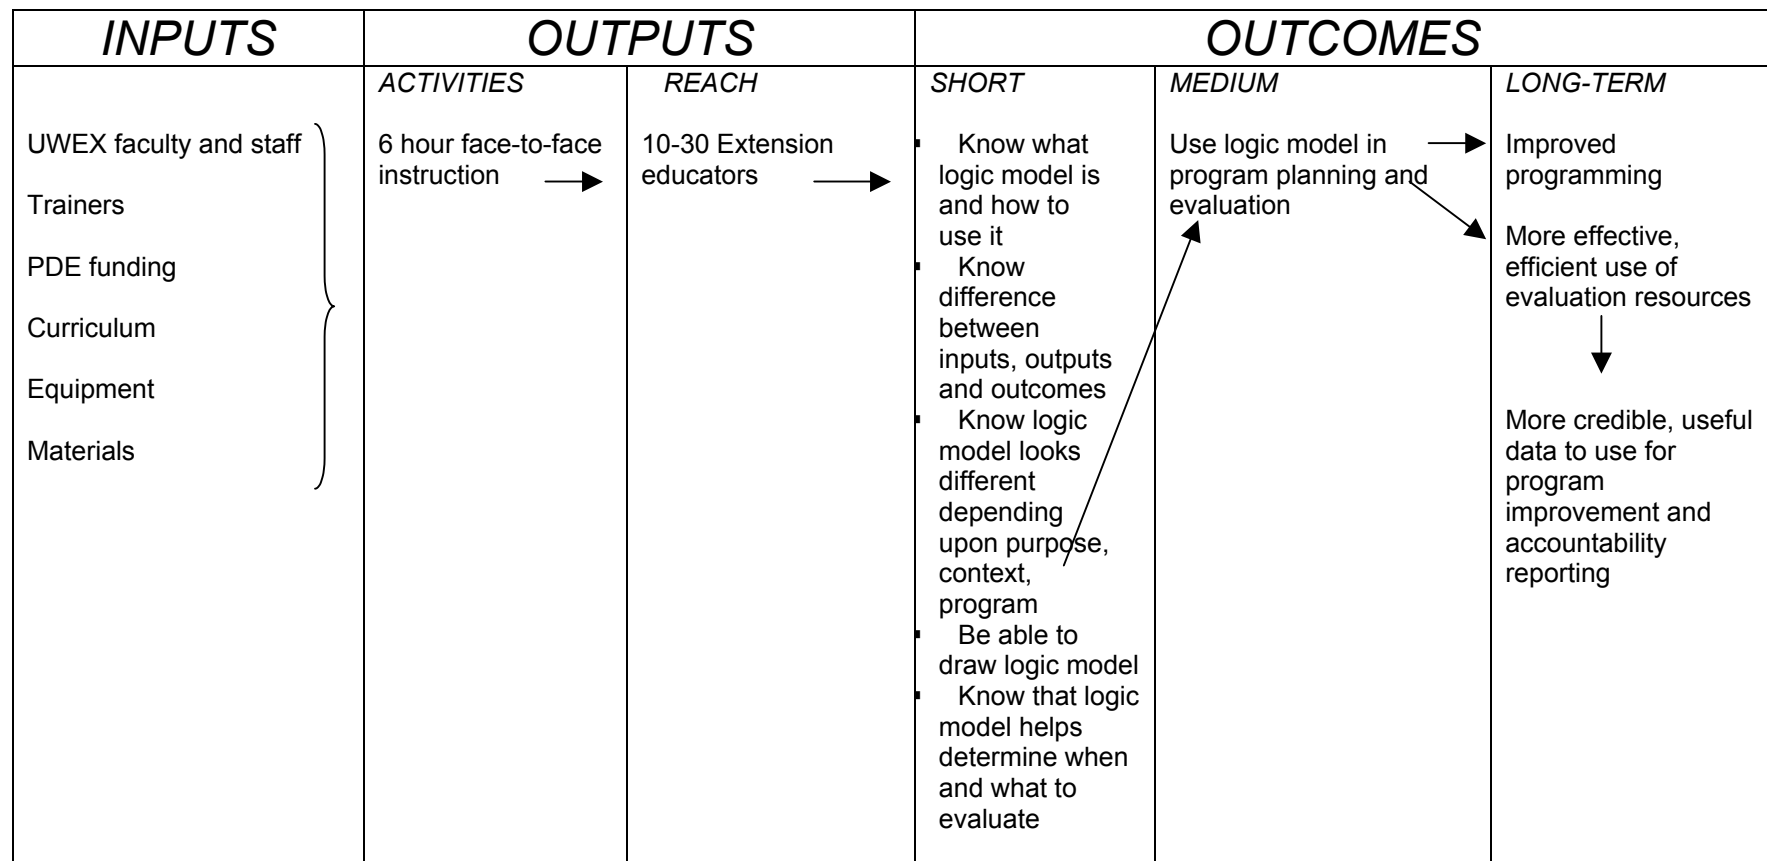 INPUTS
OUTPUTS
OUTCOMES
ACTIVITIES
REACH
SHORT
MEDIUM
LONG-TERM
UWEX faculty and staff
Trainers
PDE funding
Curriculum
Equipment
Materials
6 hour face-to-face
instruction
10-30 Extension
educators
▪ Know what
logic model is
and how to
use it
▪ Know
difference
between
inputs, outputs
and outcomes
▪ Know logic
model looks
different
depending
upon purpose,
context,
program
▪ Be able to
draw logic model
▪ Know that logic
model helps
determine when
and what to
evaluate
Use logic model in
program planning and
evaluation
Improved
programming
More effective,
efficient use of
evaluation resources
More credible, useful
data to use for
program
improvement and
accountability
reporting